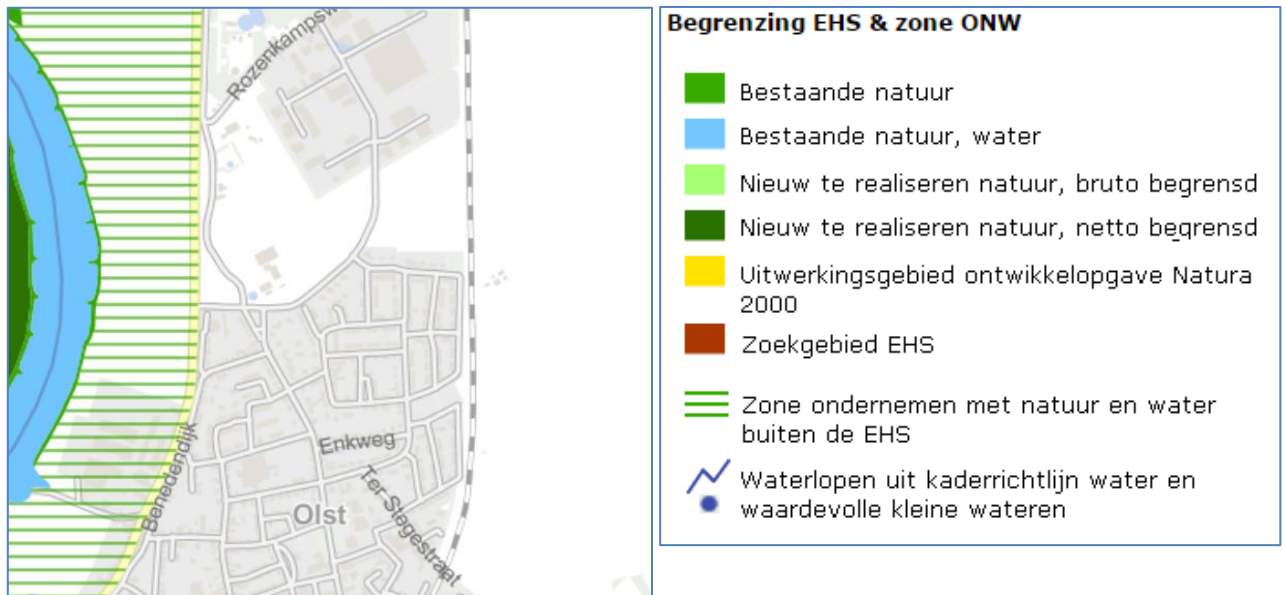 Rozenkampsw
Benedendijk
Enkweg
Ter Stegestraat
Olst
Begrenzing EHS & zone ONW
Bestaande natuur
Bestaande natuur, water
Nieuw te realiseren natuur, bruto begrensd
Nieuw te realiseren natuur, netto begrensd
Uitwerkingsgebied ontwikkelopgave Natura
2000
Zoekgebied EHS
Zone ondernemen met natuur en water
buiten de EHS
Waterlopen uit kaderrichtlijn water en
waardevolle kleine wateren